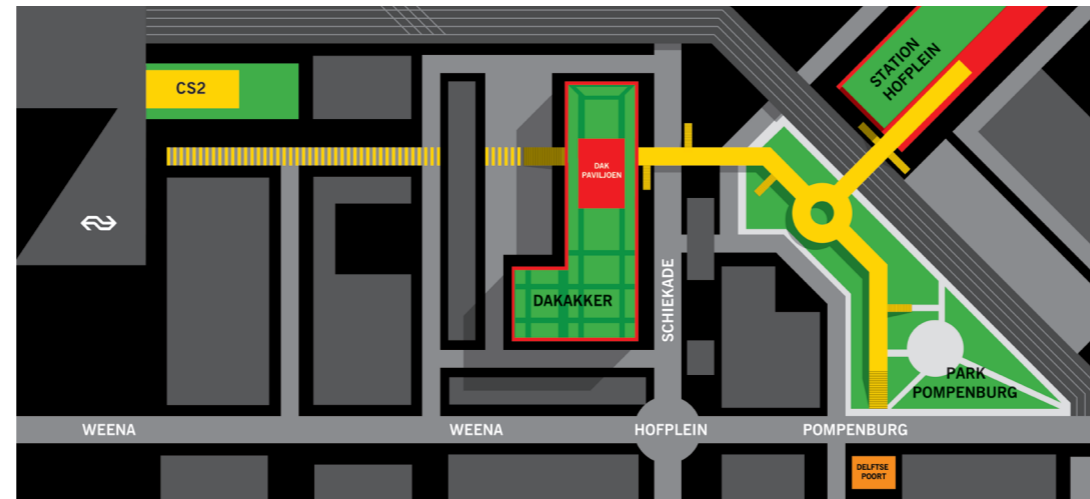 CS2
STATION
HOFPLEIN
DAK
PAVILJOEN
DAKAKKER
SCHIEKADE
PARK
POMPENBURG
WEENA
WEENA
HOFPLEIN
POMPENBURG
DELFTSE
POORT